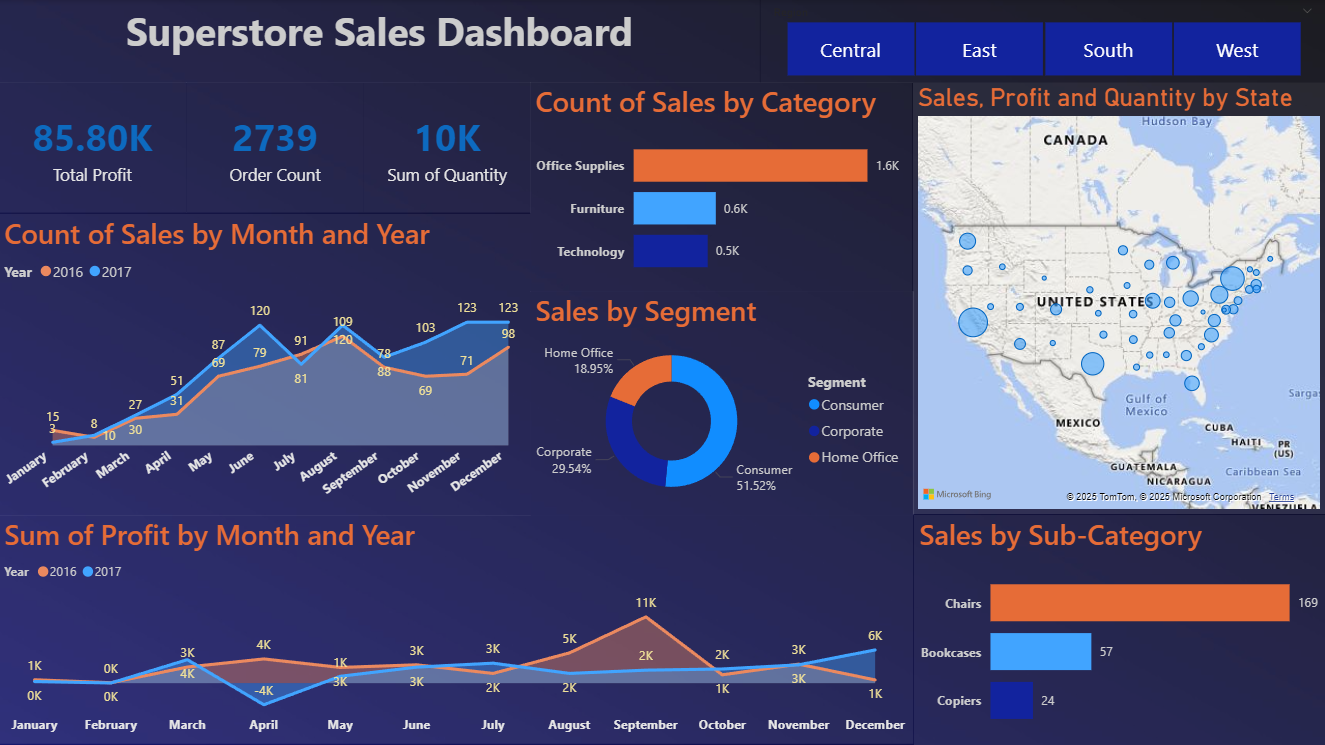 Superstore Sales Dashboard
Central
East
South
West
85.80K
Total Profit
2739
Order Count
10K
Sum of Quantity
Count of Sales by Category
Office Supplies
1.6K
Furniture
0.6K
Technology
0.5K
Sales, Profit and Quantity by State
Hudson Bay
CANADA
UNITED STATES
Gulf of
Mexico
MEXICO
CUBA
HAITI
PR
(US)
GUATEMALA
Caribbean Sea
NICARAGUA
Microsoft Bing
© 2025 TomTom, © 2025 Microsoft Corporation Terms
VENEZUELA
Sargas
Count of Sales by Month and Year
Year 2016 2017
15
3
8
10
27
30
51
31
87
69
120
79
91
81
109
120
78
88
103
69
123
71
123
98
January
February
March
April
May
June
July
August
September
October
November
December
Sales by Segment
Home Office
18.95%
Corporate
29.54%
Consumer
51.52%
Segment
Consumer
Corporate
Home Office
Sum of Profit by Month and Year
Year 2016 2017
1K
0K
0K
0K
3K
4K
4K
-4K
1K
3K
3K
3K
3K
2K
5K
2K
11K
2K
2K
1K
3K
3K
6K
1K
January February March April May June July August September October November December
Sales by Sub-Category
Chairs
169
Bookcases
57
Copiers
24